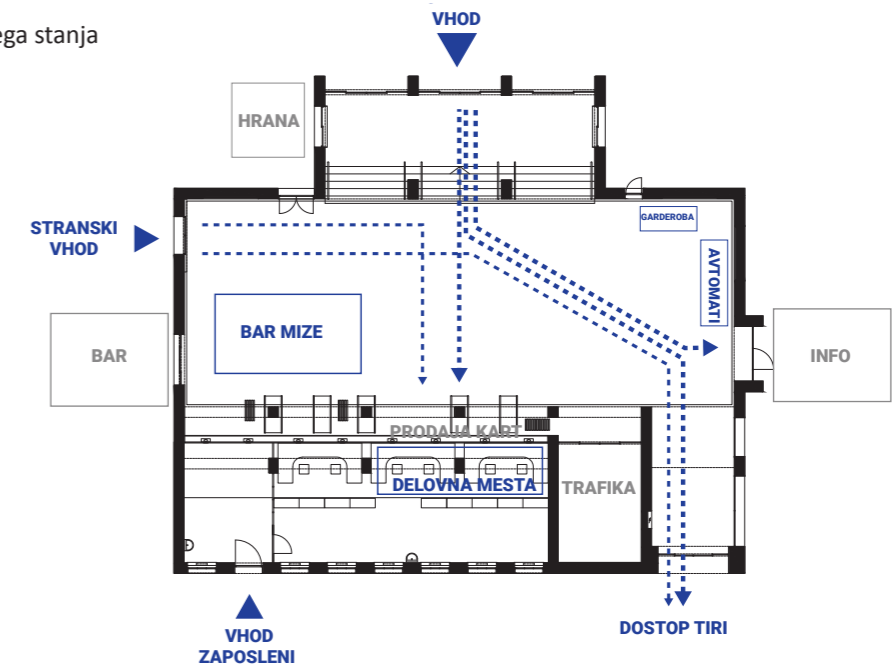 ega stanja
VHOD
HRANA
GARDEROBA
STRANSKI
VHOD
AVTOMATI
BAR MIZE
BAR
INFO
PRODAJA KART
DELOVNA MESTA
TRAFIKA
VHOD
ZAPOSLENI
DOSTOP TIRI